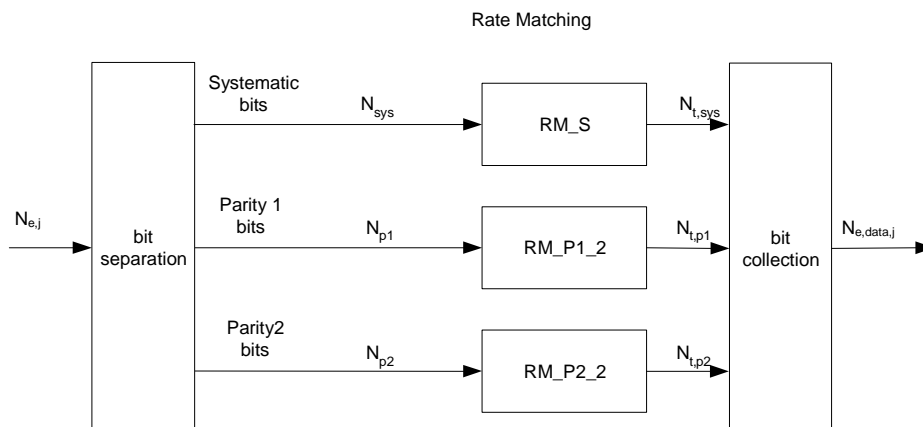 Rate Matching
Systematic
bits
N_sys
RM_S
N_t,sys
N_e,j
bit
separation
Parity 1
bits
N_p1
RM_P1_2
N_t,p1
bit
collection
N_e,data,j
Parity2
bits
N_p2
RM_P2_2
N_t,p2